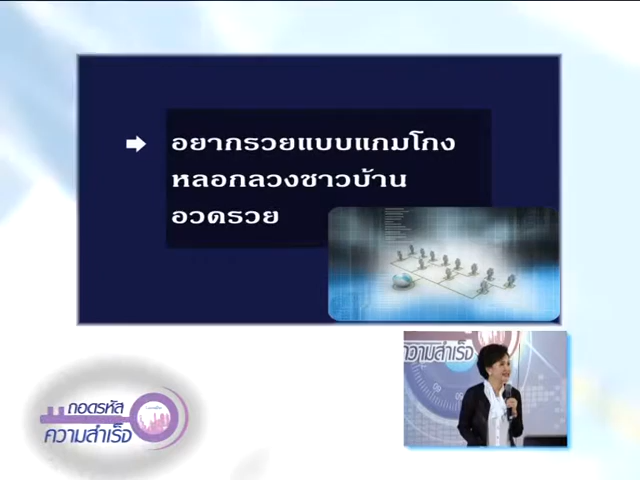 อยากรวยแบบแกมโกง
หลอกลวงชาวบ้าน
อวดรวย
ความสำเร็จ
ถอดรหัส
ความสำเร็จ